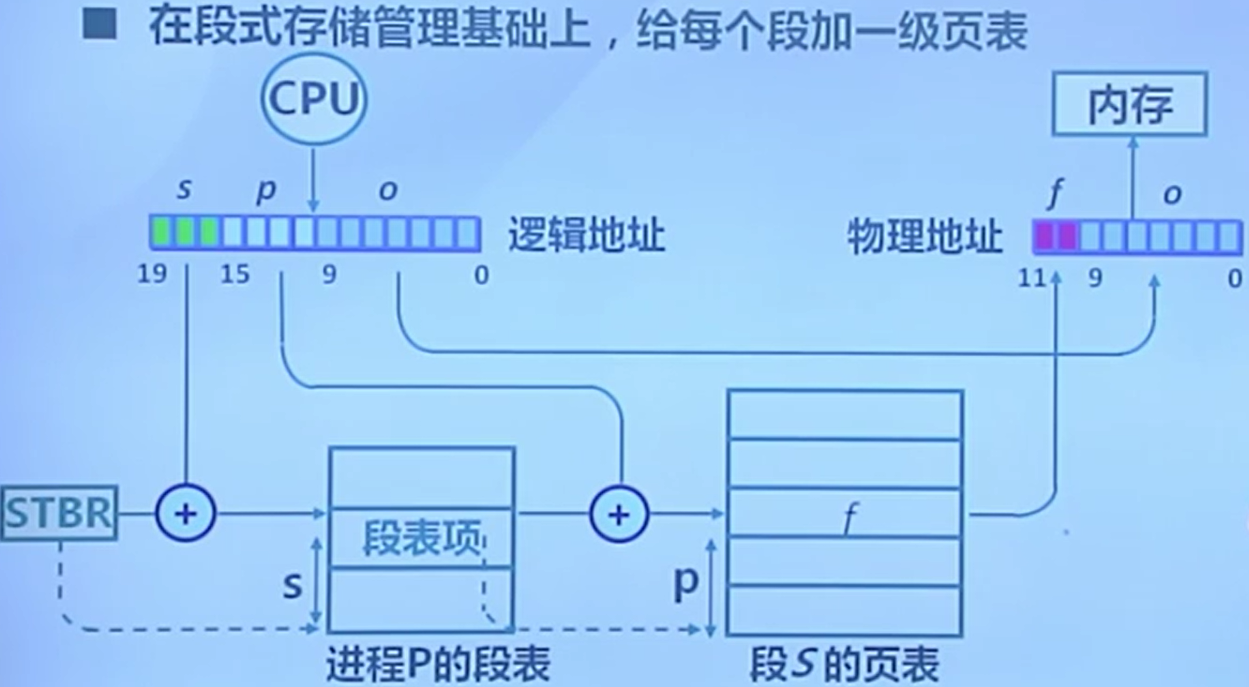 ■ 在段式存储管理基础上，给每个段加一级页表
CPU
内存
s p o
f o
逻辑地址
物理地址
19 15 9 0
11 9 0
STBR
+
+
段表项
f
s
p
进程P的段表
段S的页表